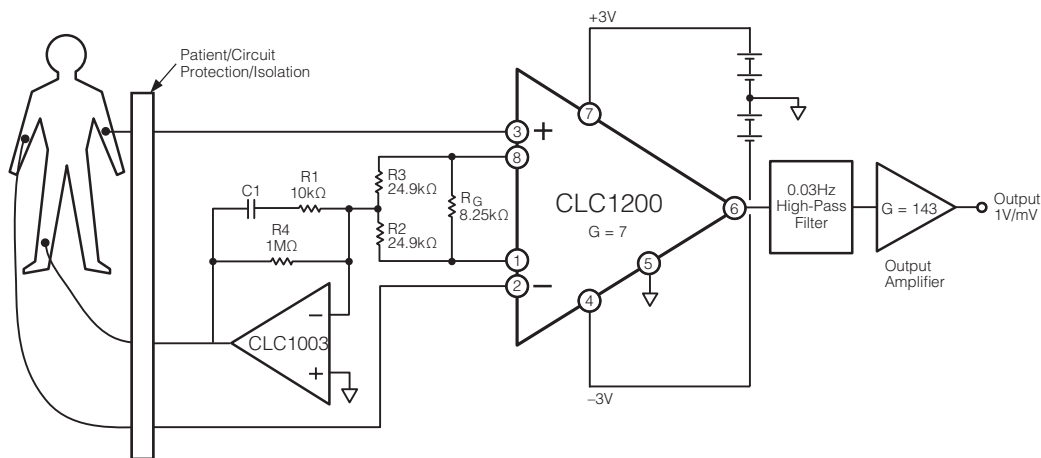 Patient/Circuit
Protection/Isolation
+3V
7
3
+
8
R3
24.9kΩ
R1
10kΩ
C1
RG
8.25kΩ
CLC1200
G = 7
6
0.03Hz
High-Pass
Filter
G = 143
Output
1V/mV
R2
24.9kΩ
R4
1MΩ
1
5
2
−
4
Output
Amplifier
−
CLC1003
+
–3V